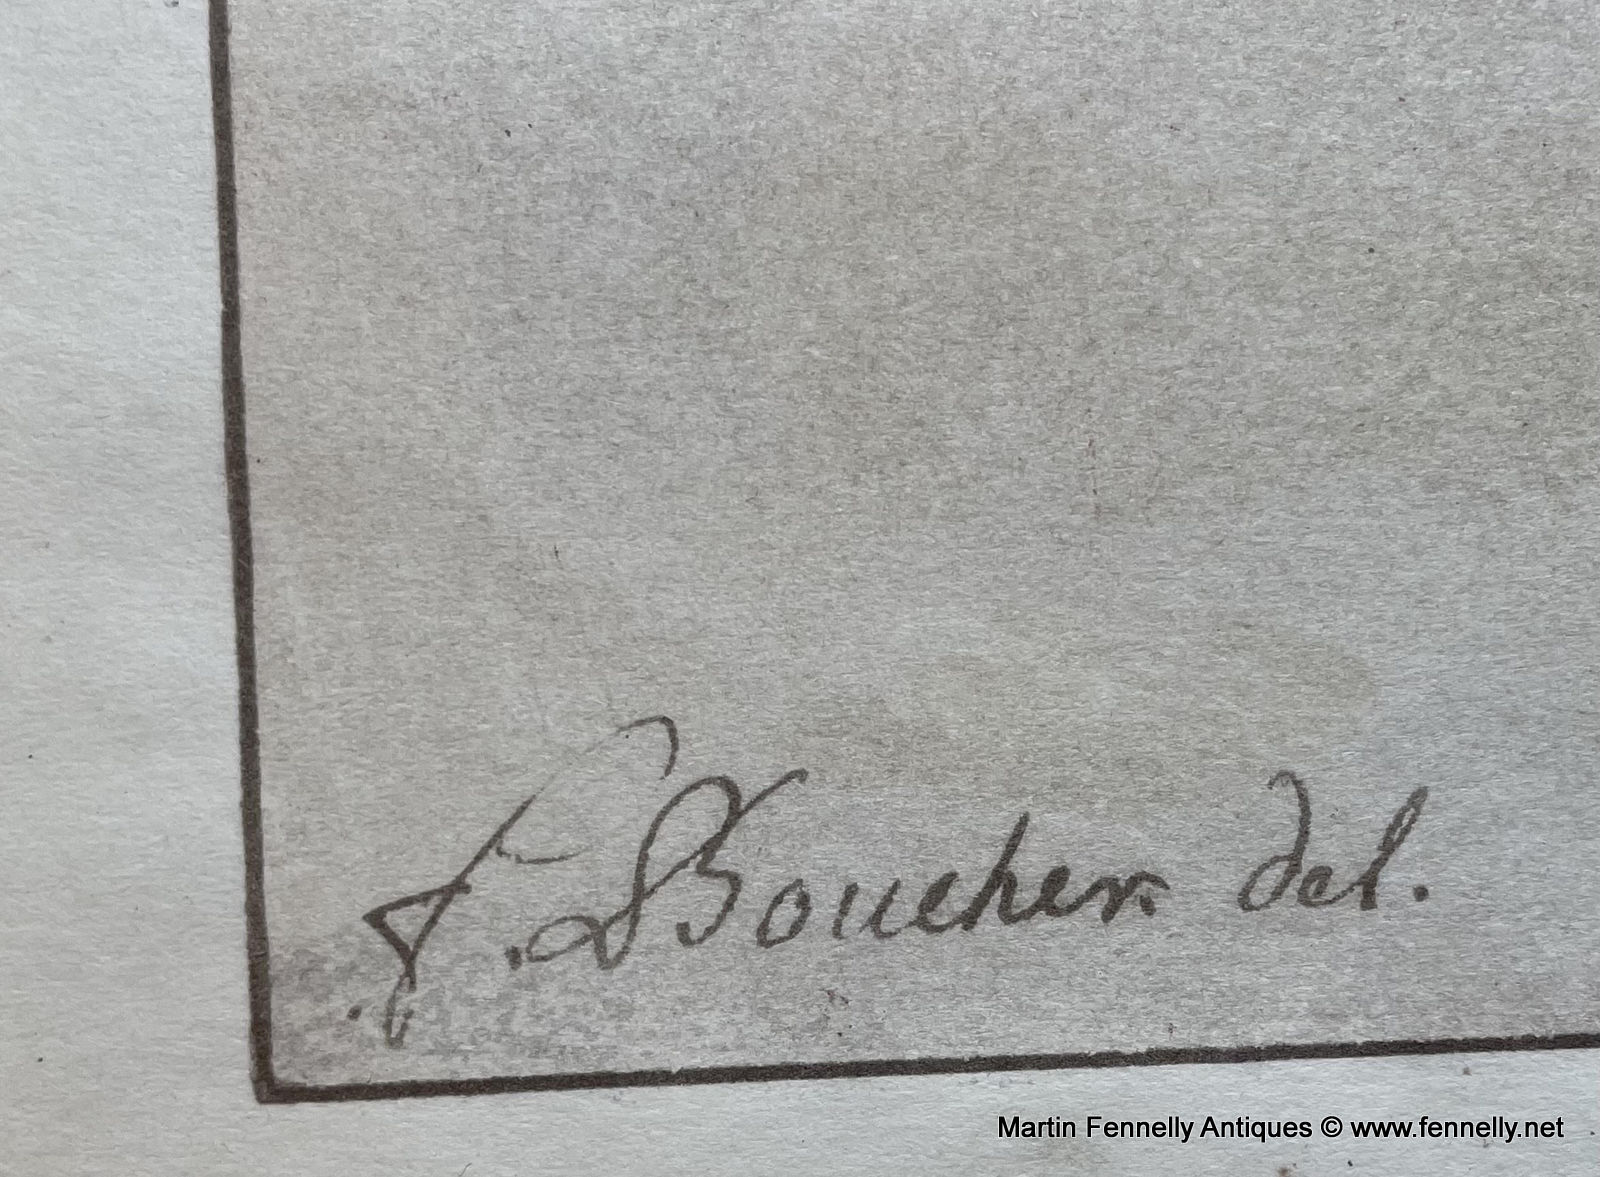 f. Boucher del.
Martin Fennelly Antiques © www.fennelly.net